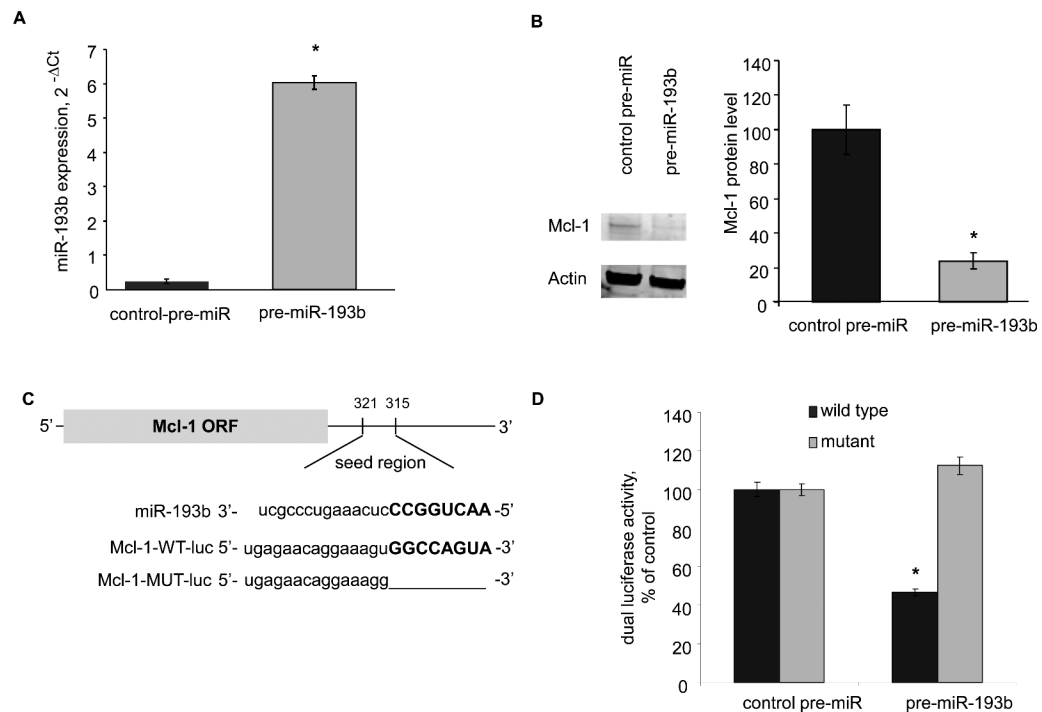 A
miR-193b expression, 2 -ΔCt
7
6
5
4
3
2
1
0
*
control-pre-miR
pre-miR-193b
B
control pre-miR
pre-miR-193b
Mcl-1
Actin
Mcl-1 protein level
140
120
100
80
60
40
20
0
*
control pre-miR
pre-miR-193b
C
321 315
5’ Mcl-1 ORF 3’
seed region
miR-193b 3’- ucgcccugaaacucCCGGUCAA -5’
Mcl-1-WT-luc 5’- ugagaacaggaaaguGGCCAGUA -3’
Mcl-1-MUT-luc 5’- ugagaacaggaaagg________ -3’
D
dual luciferase activity,
% of control
140
120
100
60
40
20
0
wild type
mutant
*
control pre-miR
pre-miR-193b